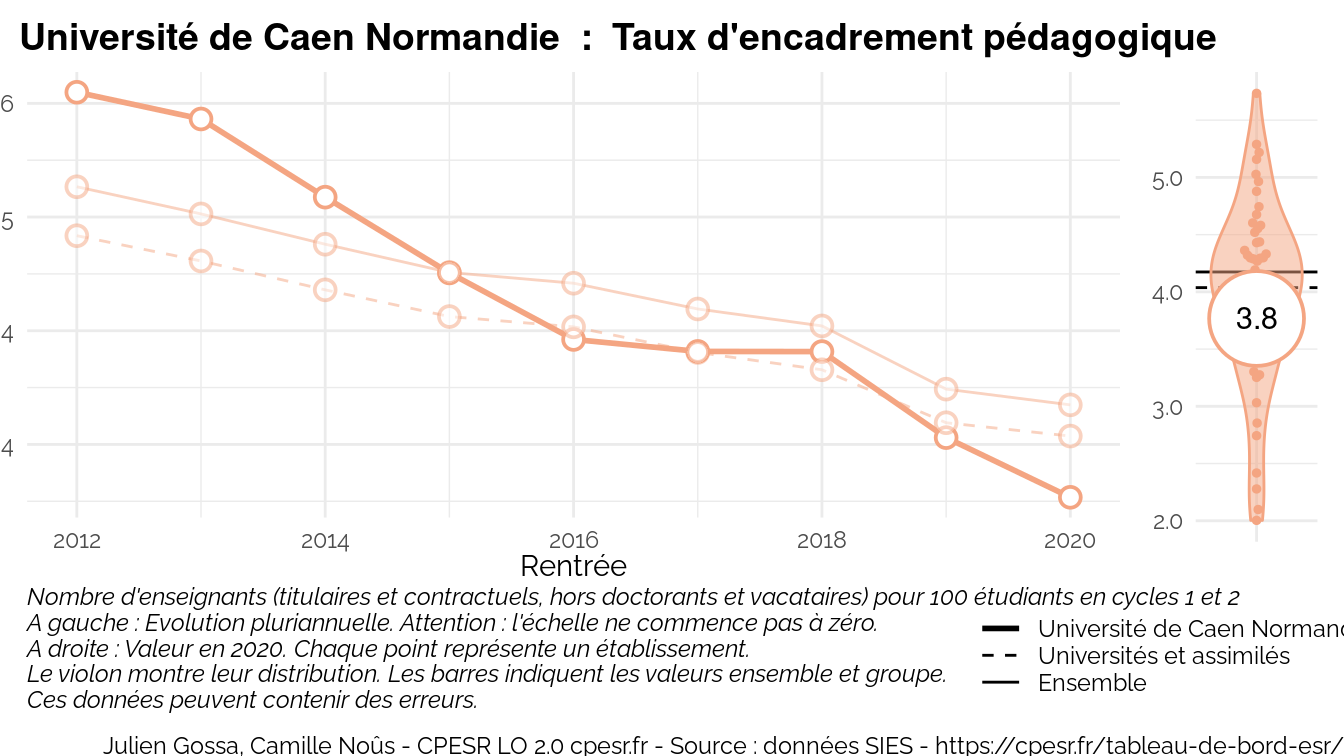 Université de Caen Normandie : Taux d'encadrement pédagogique
6
5
4
4
2012 2014 2016 2018 2020
Rentrée
5.0
4.0
3.8
3.0
2.0
Nombre d'enseignants (titulaires et contractuels, hors doctorants et vacataires) pour 100 étudiants en cycles 1 et 2
A gauche : Evolution pluriannuelle. Attention : l'échelle ne commence pas à zéro.
A droite : Valeur en 2020. Chaque point représente un établissement.
Le violon montre leur distribution. Les barres indiquent les valeurs ensemble et groupe.
Ces données peuvent contenir des erreurs.
Université de Caen Norman
Universités et assimilés
Ensemble
Julien Gossa, Camille Noûs - CPESR LO 2.0 cpesr.fr - Source : données SIES - https://cpesr.fr/tableau-de-bord-esr/